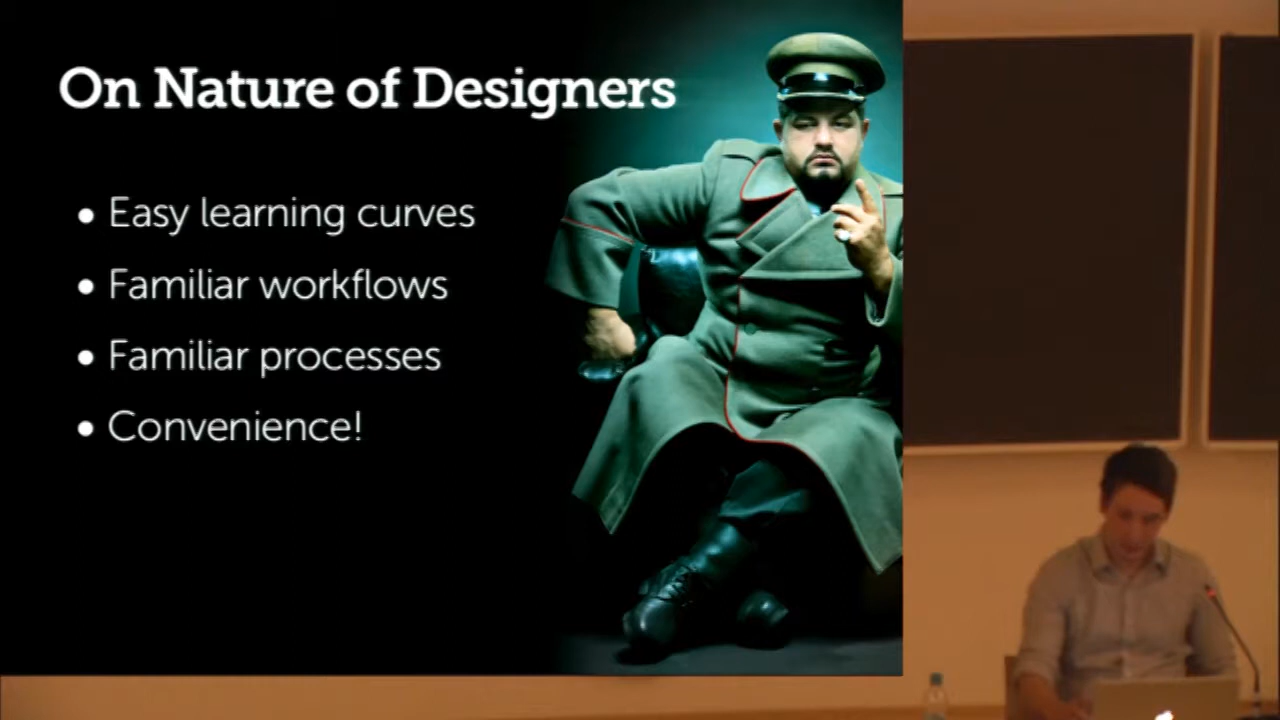 On Nature of Designers
• Easy learning curves
• Familiar workflows
• Familiar processes
• Convenience!